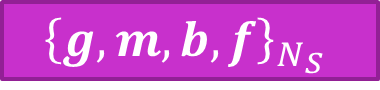 {g, m, b, f}_{N_S}